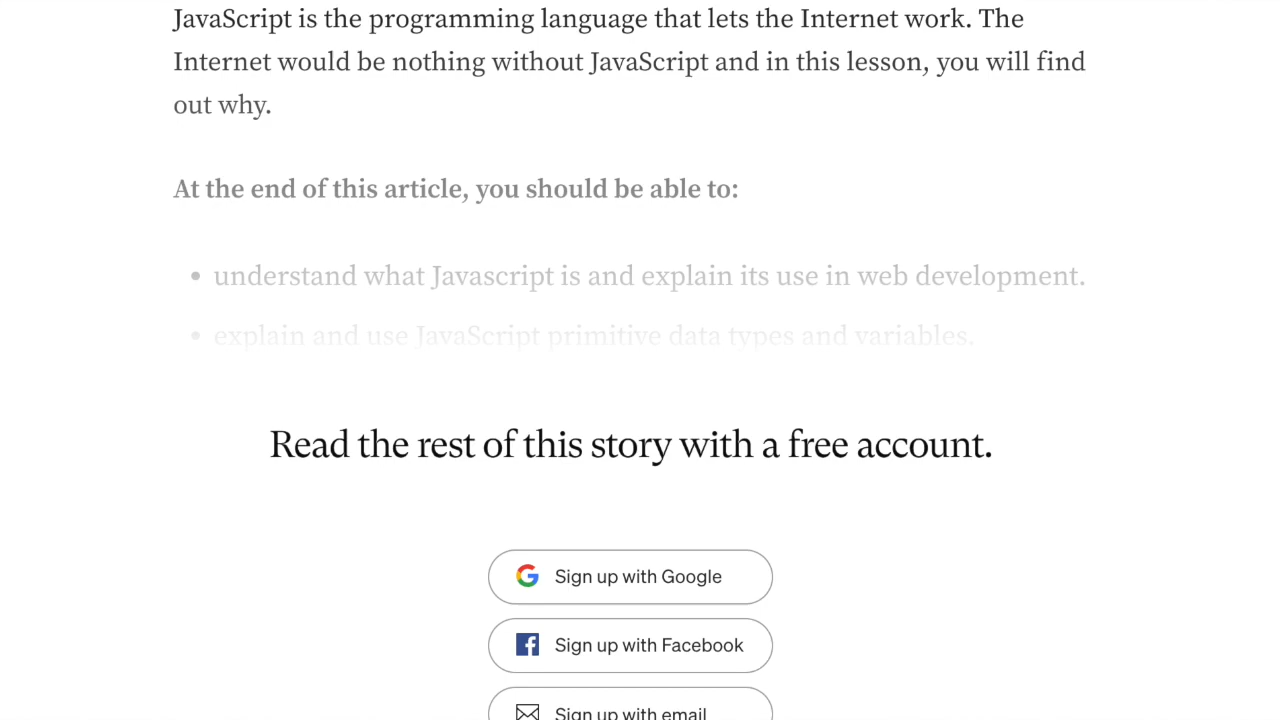 JavaScript is the programming language that lets the Internet work. The
Internet would be nothing without JavaScript and in this lesson, you will find
out why.
At the end of this article, you should be able to:
• understand what Javascript is and explain its use in web development.
• explain and use JavaScript primitive data types and variables.
Read the rest of this story with a free account.
Sign up with Google
Sign up with Facebook
Sign up with email